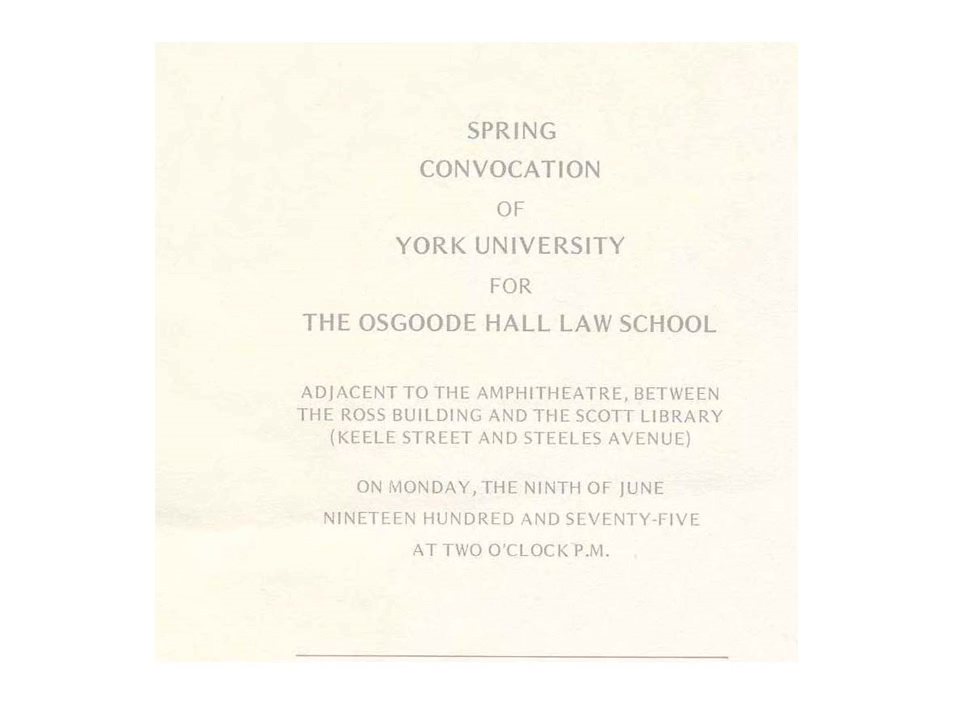 SPRING
CONVOCATION
OF
YORK UNIVERSITY
FOR
THE OSGOODE HALL LAW SCHOOL
ADJACENT TO THE AMPHITHEATRE, BETWEEN
THE ROSS BUILDING AND THE SCOTT LIBRARY
(KEELE STREET AND STEELES AVENUE)
ON MONDAY, THE NINTH OF JUNE
NINETEEN HUNDRED AND SEVENTY-FIVE
AT TWO O'CLOCK P.M.